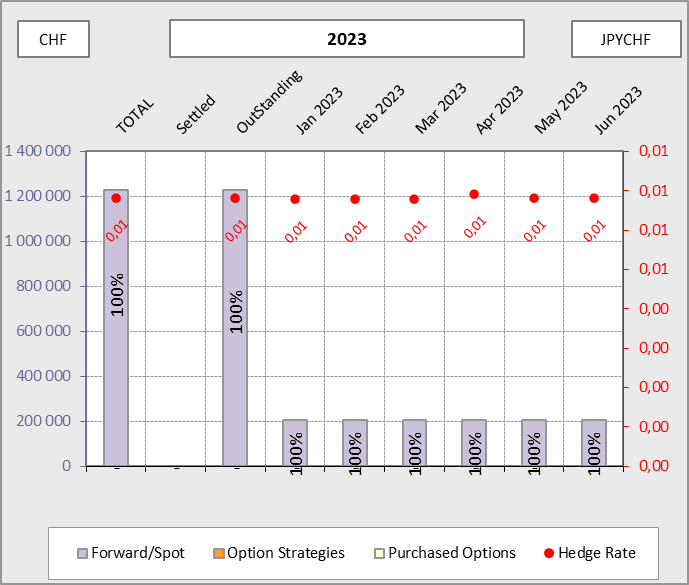 CHF
2023
JPYCHF
TOTAL
Settled
OutStanding
Jan 2023
Feb 2023
Mar 2023
Apr 2023
May 2023
Jun 2023
1 400 000
1 200 000
1 000 000
800 000
600 000
400 000
200 000
0
0,01
0,01
0,01
0,01
0,00
0,00
0,00
0,00
0,00
0,01
0,01
0,01
0,01
0,01
0,01
0,01
0,01
100%
100%
100%
100%
100%
100%
100%
100%
Forward/Spot
Option Strategies
Purchased Options
Hedge Rate